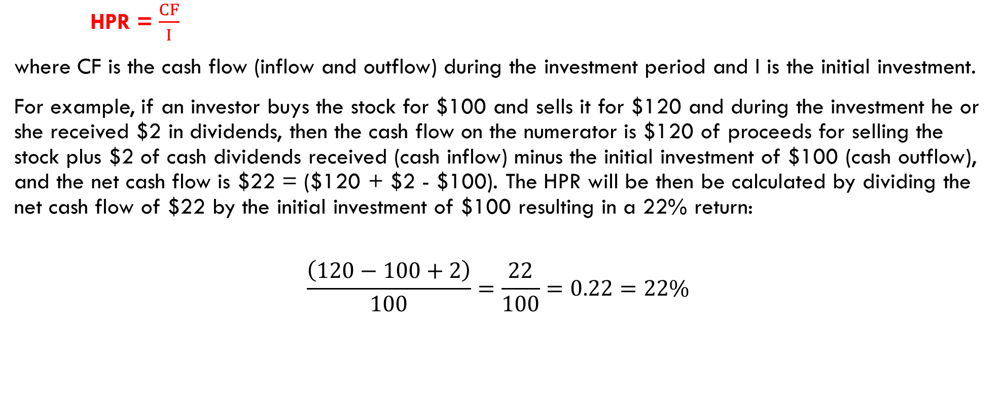 HPR = CF/I
where CF is the cash flow (inflow and outflow) during the investment period and I is the initial investment.
For example, if an investor buys the stock for $100 and sells it for $120 and during the investment he or
she received $2 in dividends, then the cash flow on the numerator is $120 of proceeds for selling the
stock plus $2 of cash dividends received (cash inflow) minus the initial investment of $100 (cash outflow),
and the net cash flow is $22 = ($120 + $2 - $100). The HPR will be then be calculated by dividing the
net cash flow of $22 by the initial investment of $100 resulting in a 22% return:
(120 − 100 + 2)/100 = 22/100 = 0.22 = 22%